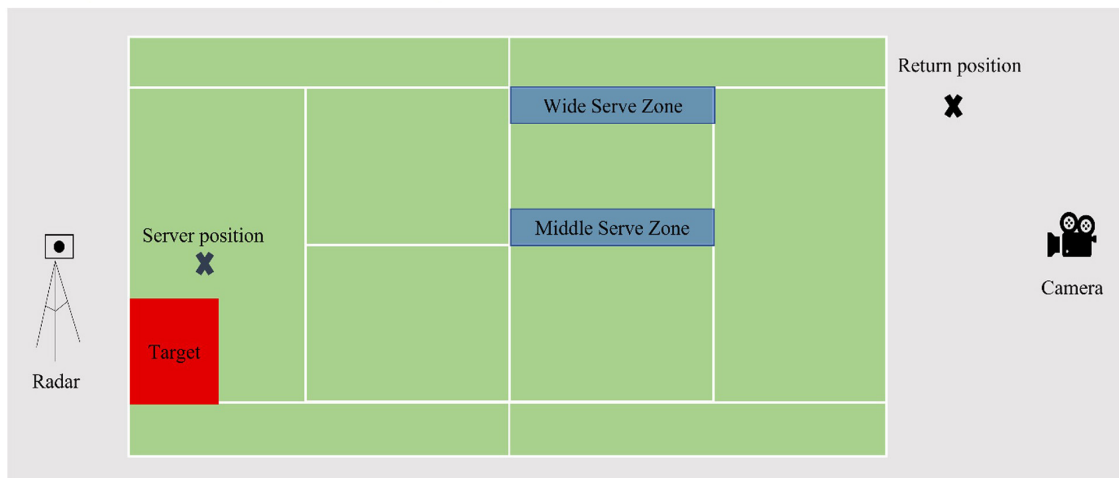 Return position
Wide Serve Zone
Middle Serve Zone
Server position
Camera
Target
Radar